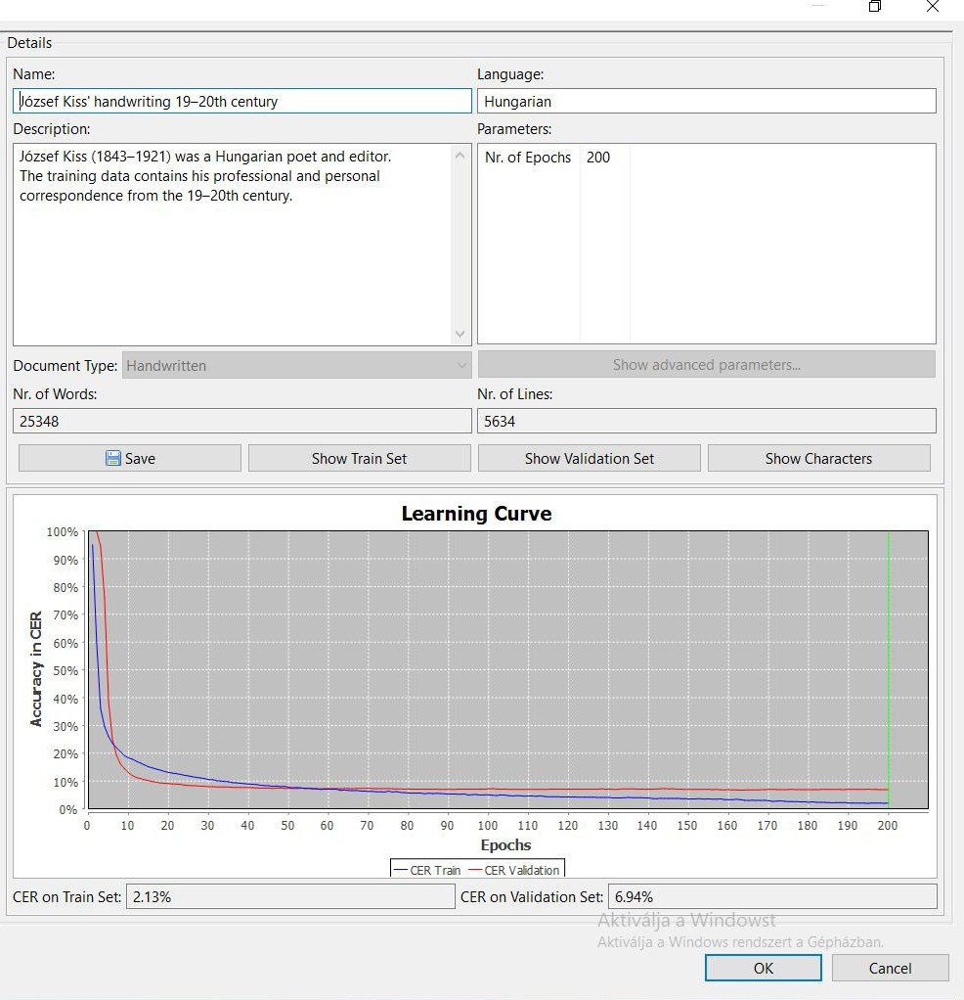 Details
Name:
József Kiss' handwriting 19–20th century
Language:
Hungarian
Description:
József Kiss (1843–1921) was a Hungarian poet and editor.
The training data contains his professional and personal
correspondence from the 19–20th century.
Parameters:
Nr. of Epochs 200
Document Type: Handwritten
Show advanced parameters...
Nr. of Words:
25348
Nr. of Lines:
5634
Save
Show Train Set
Show Validation Set
Show Characters
Learning Curve
Accuracy in CER
100%
90%
80%
70%
60%
50%
40%
30%
20%
10%
0%
0 10 20 30 40 50 60 70 80 90 100 110 120 130 140 150 160 170 180 190 200
Epochs
CER Train CER Validation
CER on Train Set: 2.13%
CER on Validation Set: 6.94%
Aktiválja a Windowst
Aktiválja a Windows rendszert a Gépházban.
OK
Cancel